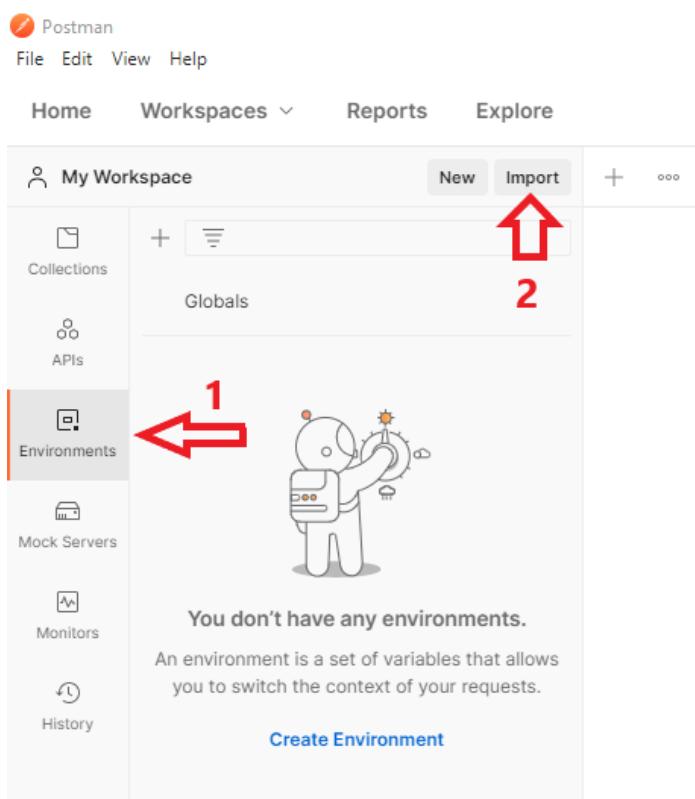 Postman
File Edit View Help
Home Workspaces Reports Explore
My Workspace New Import
Collections
Globals
2
APIs
1
Environments
Mock Servers
You don’t have any environments.
Monitors
An environment is a set of variables that allows
you to switch the context of your requests.
History
Create Environment